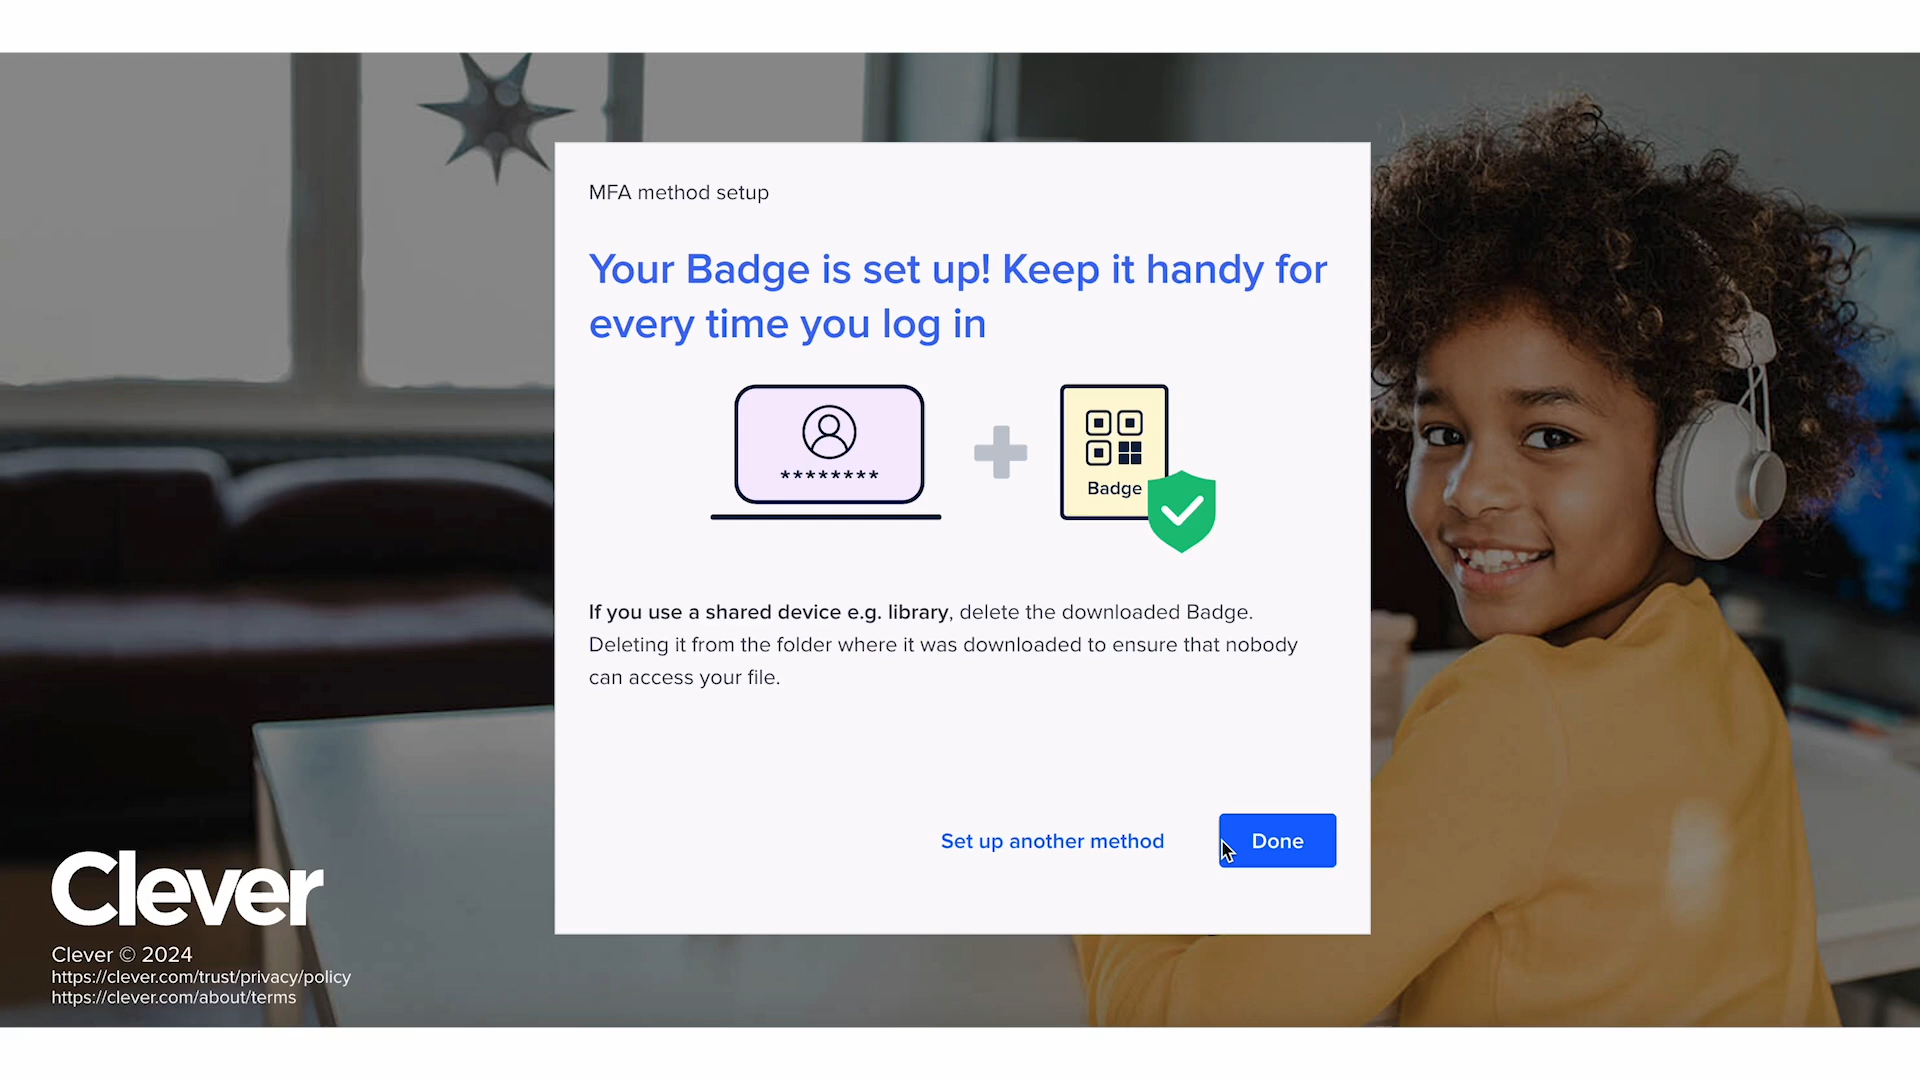 MFA method setup
Your Badge is set up! Keep it handy for
every time you log in
********
Badge
If you use a shared device e.g. library, delete the downloaded Badge.
Deleting it from the folder where it was downloaded to ensure that nobody
can access your file.
Set up another method
Done
Clever
Clever © 2024
https://clever.com/trust/privacy/policy
https://clever.com/about/terms